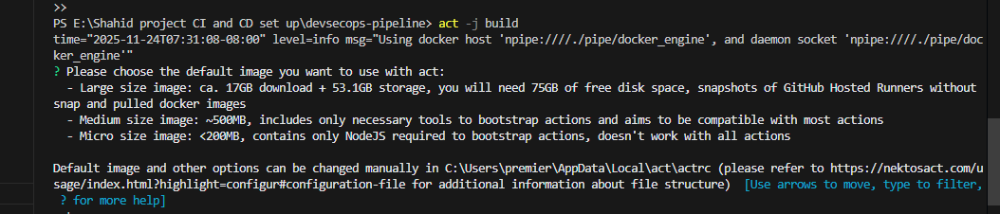 >>
PS E:\Shahid project CI and CD set up\devsecops-pipeline> act -j build
time="2025-11-24T07:31:08-08:00" level=info msg="Using docker host 'npipe:////./pipe/docker_engine', and daemon socket 'npipe:////./pipe/doc
ker_engine'"
? Please choose the default image you want to use with act:
  - Large size image: ca. 17GB download + 53.1GB storage, you will need 75GB of free disk space, snapshots of GitHub Hosted Runners without
snap and pulled docker images
  - Medium size image: ~500MB, includes only necessary tools to bootstrap actions and aims to be compatible with most actions
  - Micro size image: <200MB, contains only NodeJS required to bootstrap actions, doesn't work with all actions
Default image and other options can be changed manually in C:\Users\premier\AppData\Local\act\actrc (please refer to https://nektosact.com/u
sage/index.html?highlight=configur#configuration-file for additional information about file structure)  [Use arrows to move, type to filter,
 ? for more help]